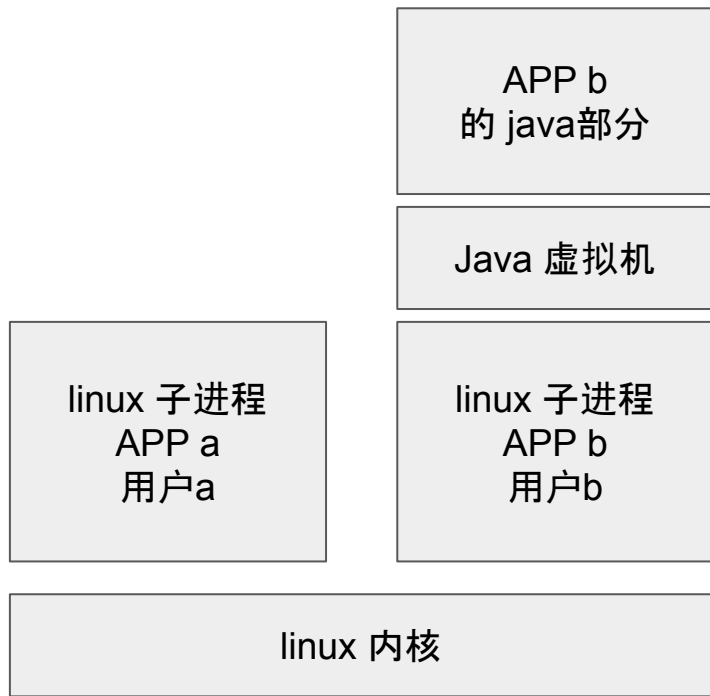 APP b
的 java部分
Java 虚拟机
linux 子进程
APP a
用户a
linux 子进程
APP b
用户b
linux 内核